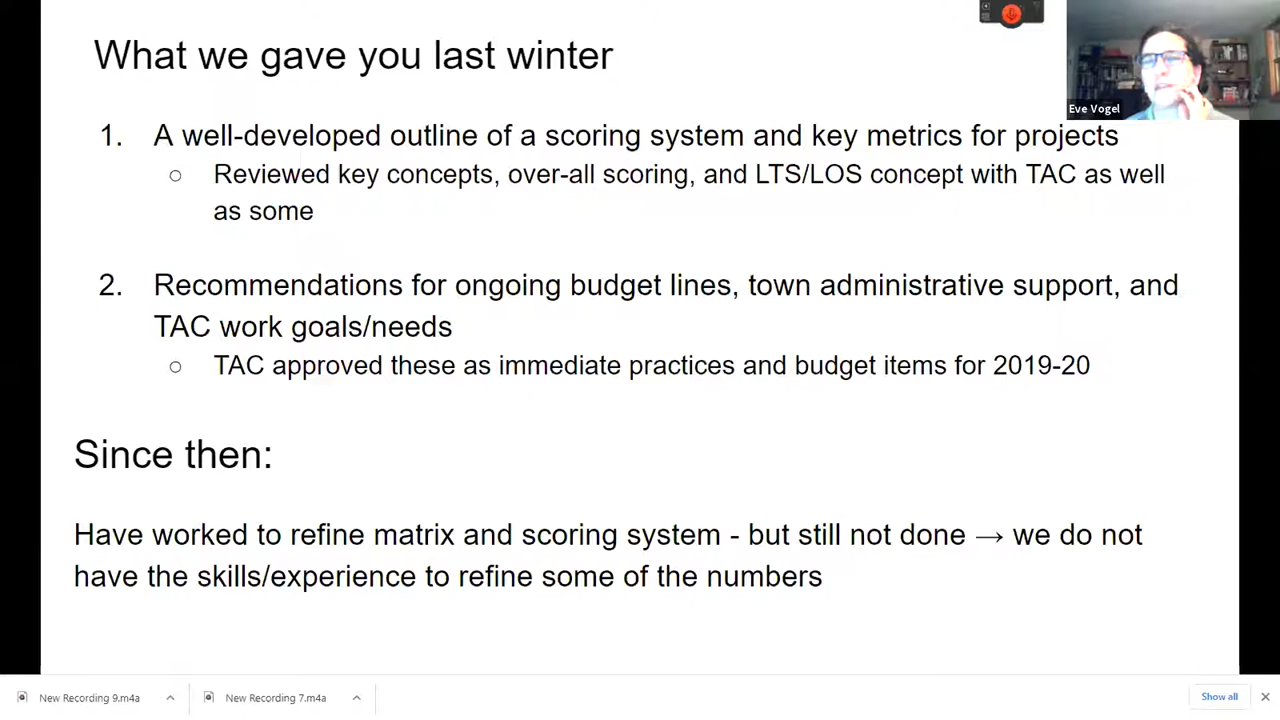 What we gave you last winter
Eve Vogel
1. A well-developed outline of a scoring system and key metrics for projects
○ Reviewed key concepts, over-all scoring, and LTS/LOS concept with TAC as well
as some
2. Recommendations for ongoing budget lines, town administrative support, and
TAC work goals/needs
○ TAC approved these as immediate practices and budget items for 2019-20
Since then:
Have worked to refine matrix and scoring system - but still not done → we do not
have the skills/experience to refine some of the numbers
New Recording 9.m4a
New Recording 7.m4a
Show all